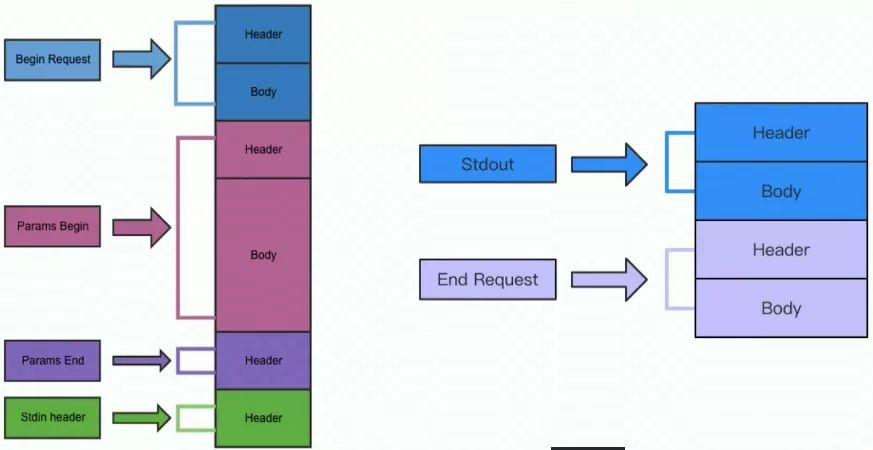 Begin Request
Header
Body
Params Begin
Header
Body
Params End
Header
Stdin header
Header
Stdout
Header
Body
End Request
Header
Body